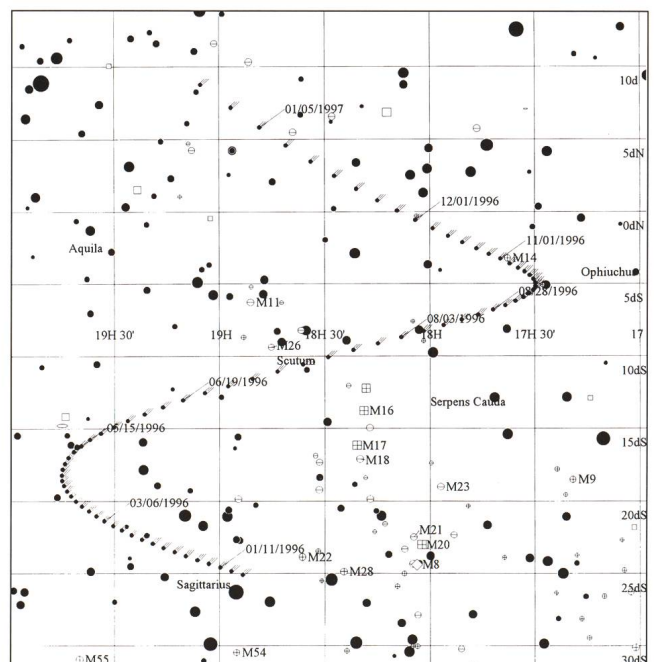 10d
01/05/1997
5dN
12/01/1996
0dN
11/01/1996
Aquila
M14
Ophiuchus
08/28/1996
5dS
M11
08/03/1996
19H 30'
19H
18H 30'
18H
17H 30'
17
M26
Scutum
10dS
06/19/1996
Serpens Cauda
M16
05/15/1996
15dS
M17
M18
M9
M23
03/06/1996
20dS
M21
M20
01/11/1996
M22
M8
M28
Sagittarius
25dS
M54
M55
30dS